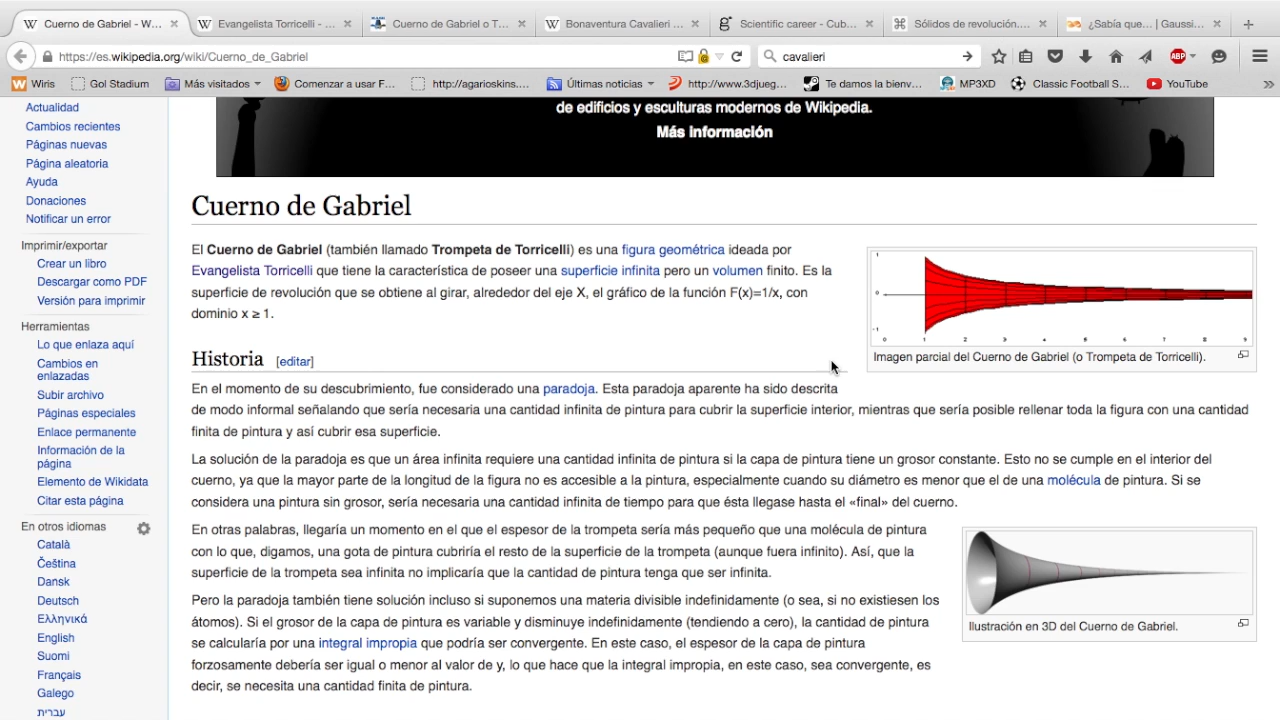 Cuerno de Gabriel - W...
Evangelista Torricelli - ...
Cuerno de Gabriel o T...
Bonaventura Cavalieri ...
Scientific career - Cub...
Sólidos de revolución....
¿Sabía que... | Gaussi...
https://es.wikipedia.org/wiki/Cuerno_de_Gabriel
cavalieri
ABP
Wiris
Gol Stadium
Más visitados
Comenzar a usar F...
http://agarioskins....
Últimas noticias
http://www.3djueg...
Te damos la bienv...
MP3XD
Classic Football S...
YouTube
Actualidad
Cambios recientes
Páginas nuevas
Página aleatoria
Ayuda
Donaciones
Notificar un error
Imprimir/exportar
Crear un libro
Descargar como PDF
Versión para imprimir
Herramientas
Lo que enlaza aquí
Cambios en
enlazadas
Subir archivo
Páginas especiales
Enlace permanente
Información de la
página
Elemento de Wikidata
Citar esta página
En otros idiomas
Català
Čeština
Dansk
Deutsch
Ελληνικά
English
Suomi
Français
Galego
עברית
de edificios y esculturas modernos de Wikipedia.
Más información
Cuerno de Gabriel
El Cuerno de Gabriel (también llamado Trompeta de Torricelli) es una figura geométrica ideada por
Evangelista Torricelli que tiene la característica de poseer una superficie infinita pero un volumen finito. Es la
superficie de revolución que se obtiene al girar, alrededor del eje X, el gráfico de la función F(x)=1/x, con
dominio x ≥ 1.
1
0
-1
0 1 2 3 4 5 6 7 8 9
Imagen parcial del Cuerno de Gabriel (o Trompeta de Torricelli).
Historia [editar]
En el momento de su descubrimiento, fue considerado una paradoja. Esta paradoja aparente ha sido descrita
de modo informal señalando que sería necesaria una cantidad infinita de pintura para cubrir la superficie interior, mientras que sería posible rellenar toda la figura con una cantidad
finita de pintura y así cubrir esa superficie.
La solución de la paradoja es que un área infinita requiere una cantidad infinita de pintura si la capa de pintura tiene un grosor constante. Esto no se cumple en el interior del
cuerno, ya que la mayor parte de la longitud de la figura no es accesible a la pintura, especialmente cuando su diámetro es menor que el de una molécula de pintura. Si se
considera una pintura sin grosor, sería necesaria una cantidad infinita de tiempo para que ésta llegase hasta el «final» del cuerno.
En otras palabras, llegaría un momento en el que el espesor de la trompeta sería más pequeño que una molécula de pintura
con lo que, digamos, una gota de pintura cubriría el resto de la superficie de la trompeta (aunque fuera infinito). Así, que la
superficie de la trompeta sea infinita no implicaría que la cantidad de pintura tenga que ser infinita.
Pero la paradoja también tiene solución incluso si suponemos una materia divisible indefinidamente (o sea, si no existiesen los
átomos). Si el grosor de la capa de pintura es variable y disminuye indefinidamente (tendiendo a cero), la cantidad de pintura
se calcularía por una integral impropia que podría ser convergente. En este caso, el espesor de la capa de pintura
forzosamente debería ser igual o menor al valor de y, lo que hace que la integral impropia, en este caso, sea convergente, es
decir, se necesita una cantidad finita de pintura.
Ilustración en 3D del Cuerno de Gabriel.